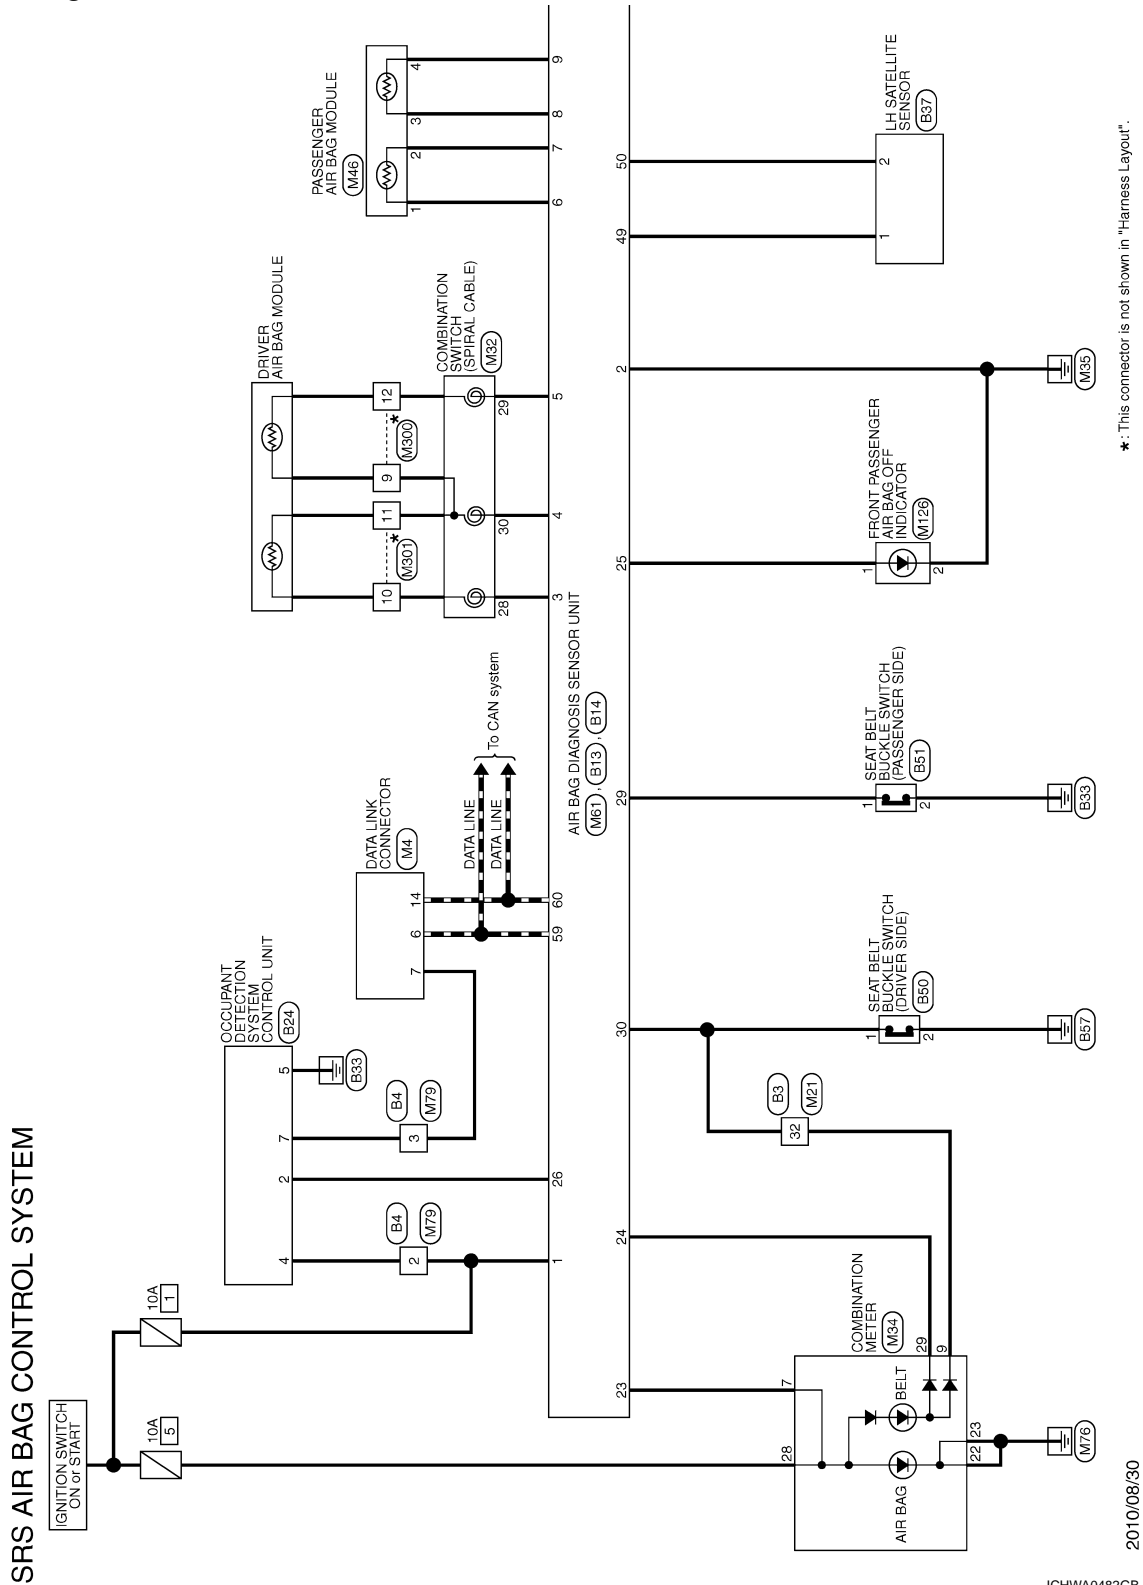 SRS AIR BAG CONTROL SYSTEM
IGNITION SWITCH
ON or START
10A
5
10A
1
OCCUPANT
DETECTION
SYSTEM
CONTROL UNIT
B24
4
2
7
5
B33
B4
2
M79
B4
3
M79
DATA LINK
CONNECTOR
M4
7
6
14
DATA LINE
DATA LINE
To CAN system
DRIVER
AIR BAG MODULE
10
11
9
12
*
M301
*
M300
COMBINATION
SWITCH
(SPIRAL CABLE)
M32
28
30
29
PASSENGER
AIR BAG MODULE
M46
1
2
3
4
1
26
59
60
3
4
5
6
7
8
9
AIR BAG DIAGNOSIS SENSOR UNIT
M61 , B13 , B14
23
24
30
29
25
2
49
50
COMBINATION
METER
M34
28
7
29
9
AIR BAG
BELT
22
23
M76
B3
32
M21
SEAT BELT
BUCKLE SWITCH
(DRIVER SIDE)
B50
1
2
B57
SEAT BELT
BUCKLE SWITCH
(PASSENGER SIDE)
B51
1
2
B33
FRONT PASSENGER
AIR BAG OFF
INDICATOR
M126
1
2
M35
LH SATELLITE
SENSOR
B37
1
2
* : This connector is not shown in "Harness Layout".
2010/08/30